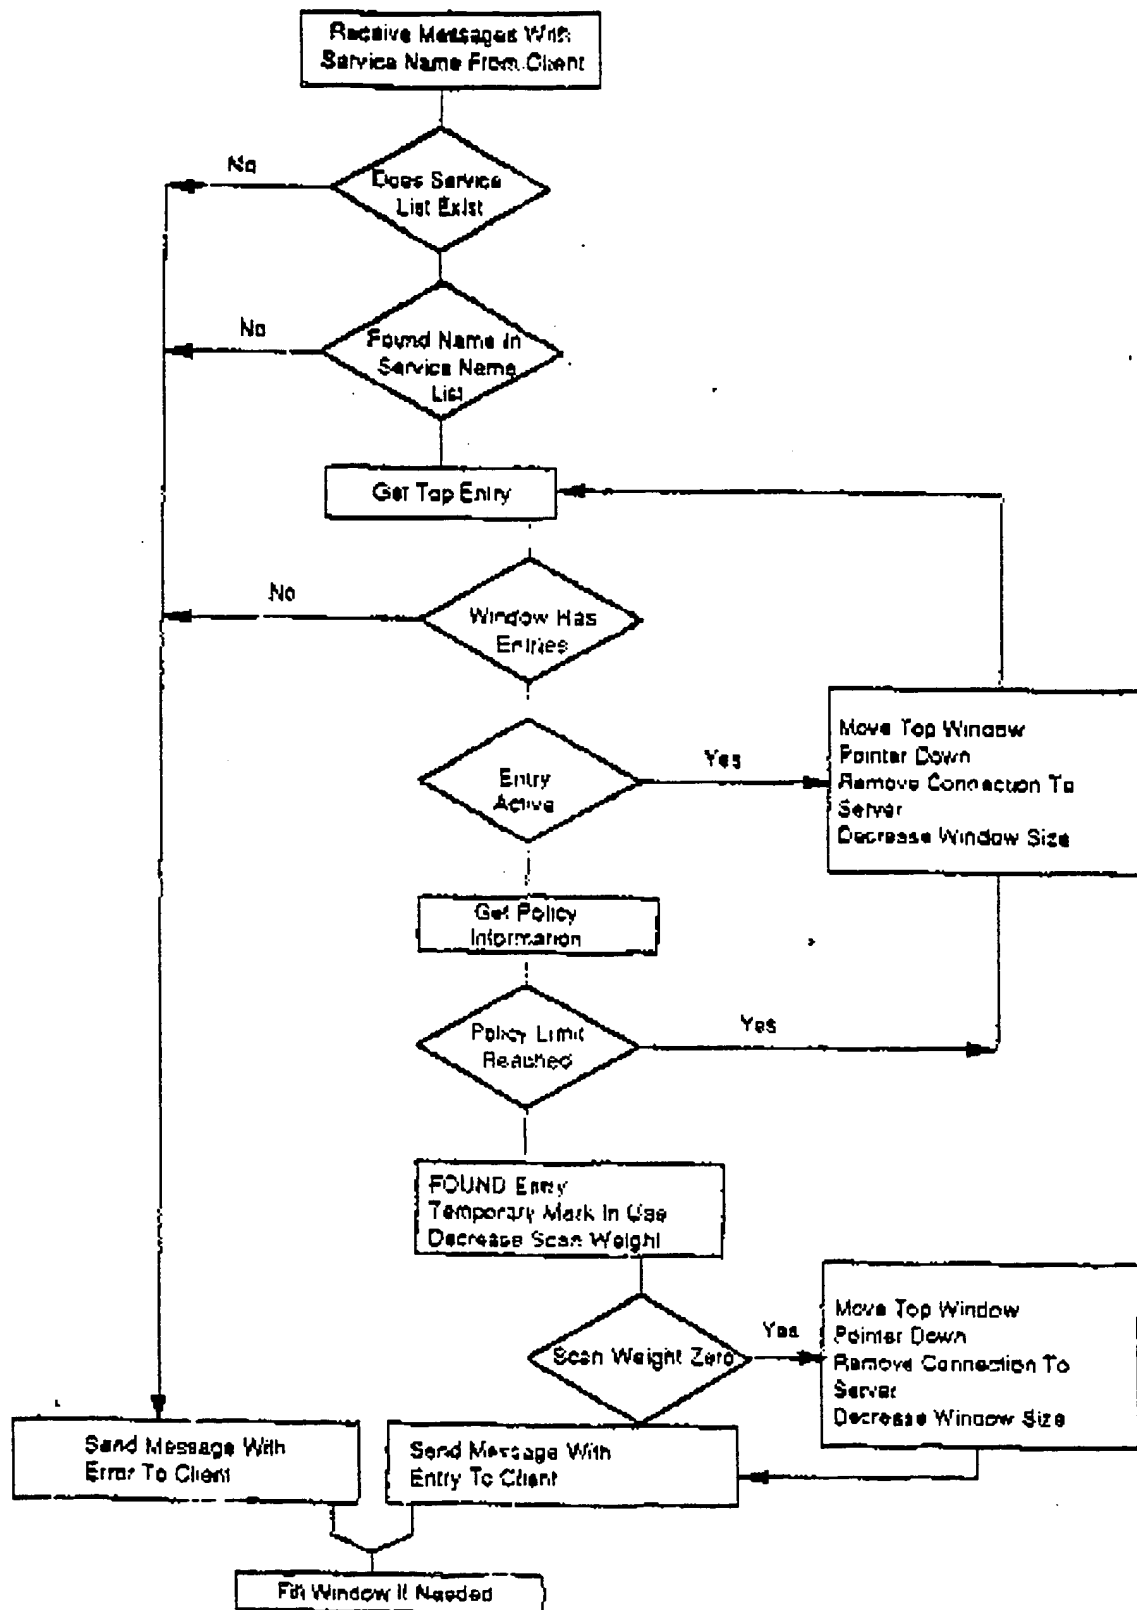 Receive Messages With
Service Name From Client
No
Does Service
List Exist
No
Found Name In
Service Name
List
Get Top Entry
No
Window Has
Entries
Entry
Active
Yes
Move Top Window
Pointer Down
Remove Connection To
Server
Decrease Window Size
Get Policy
Information
Policy Limit
Reached
Yes
FOUND Entry
Temporary Mark In Use
Decrease Scan Weight
Scan Weight Zero
Yes
Move Top Window
Pointer Down
Remove Connection To
Server
Decrease Window Size
Send Message With
Error To Client
Send Message With
Entry To Client
Fill Window If Needed